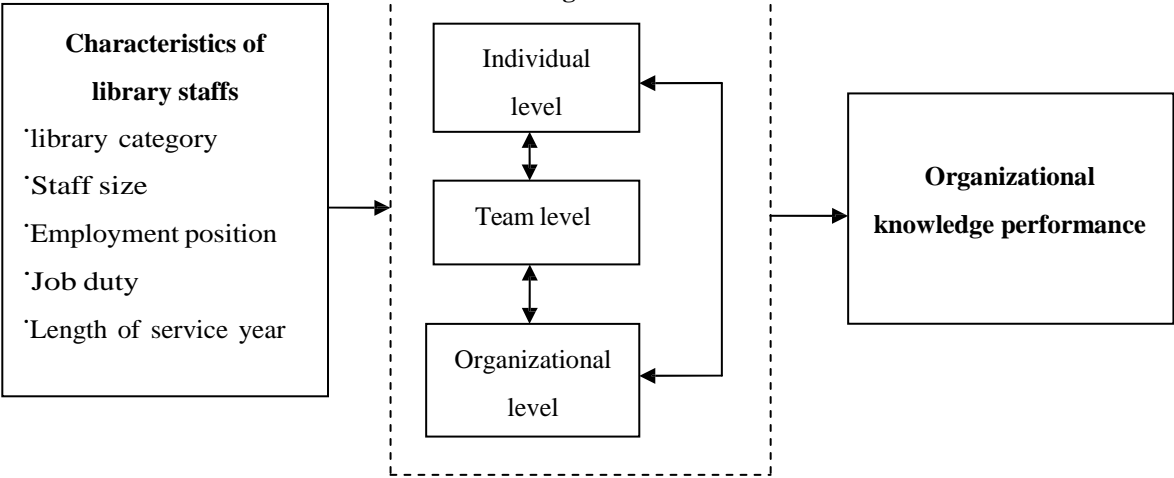 Characteristics of
library staffs
˙library category
˙Staff size
˙Employment position
˙Job duty
˙Length of service year
Individual
level
Team level
Organizational
level
Organizational
knowledge performance